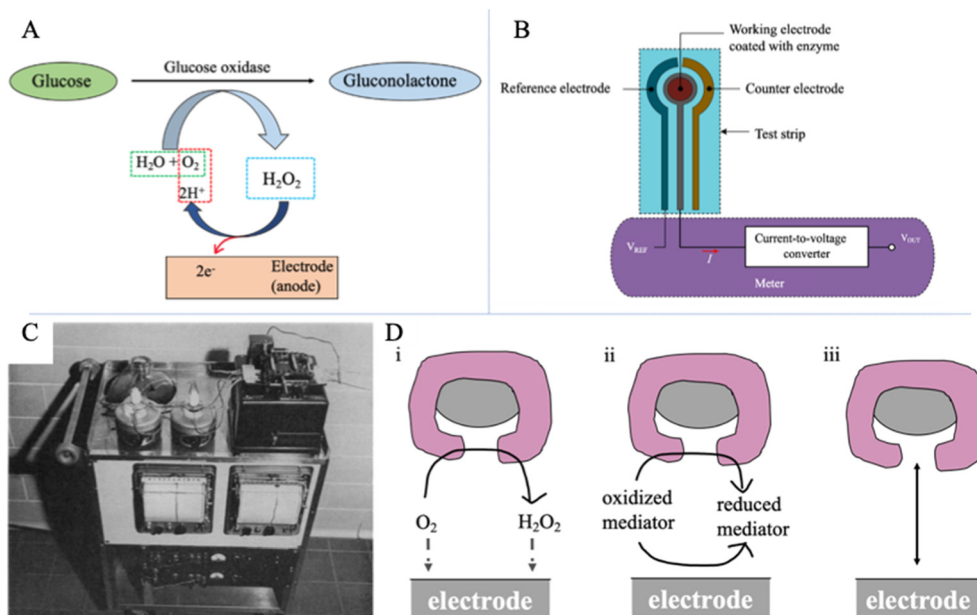 A
Glucose
Glucose oxidase
Gluconolactone
H₂O + O₂
2H⁺
H₂O₂
2e⁻
Electrode
(anode)
B
Working electrode
coated with enzyme
Reference electrode
Counter electrode
Test strip
V_REF
I
Current-to-voltage
converter
V_OUT
Meter
C
D
i
O₂
H₂O₂
electrode
ii
oxidized
mediator
reduced
mediator
electrode
iii
electrode